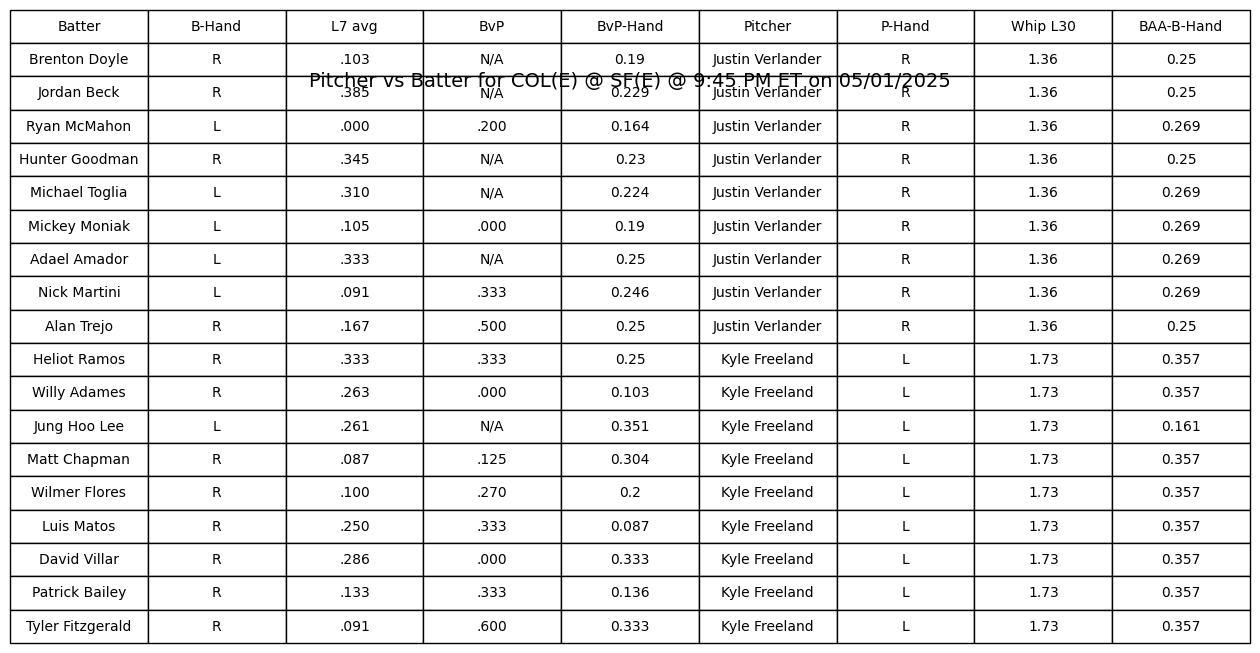 Batter B-Hand L7 avg BvP BvP-Hand Pitcher P-Hand Whip L30 BAA-B-Hand
Brenton Doyle R .103 N/A 0.19 Justin Verlander R 1.36 0.25
Pitcher vs Batter for COL(E) @ SF(E) @ 9:45 PM ET on 05/01/2025
Jordan Beck R .385 N/A 0.229 Justin Verlander R 1.36 0.25
Ryan McMahon L .000 .200 0.164 Justin Verlander R 1.36 0.269
Hunter Goodman R .345 N/A 0.23 Justin Verlander R 1.36 0.25
Michael Toglia L .310 N/A 0.224 Justin Verlander R 1.36 0.269
Mickey Moniak L .105 .000 0.19 Justin Verlander R 1.36 0.269
Adael Amador L .333 N/A 0.25 Justin Verlander R 1.36 0.269
Nick Martini L .091 .333 0.246 Justin Verlander R 1.36 0.269
Alan Trejo R .167 .500 0.25 Justin Verlander R 1.36 0.25
Heliot Ramos R .333 .333 0.25 Kyle Freeland L 1.73 0.357
Willy Adames R .263 .000 0.103 Kyle Freeland L 1.73 0.357
Jung Hoo Lee L .261 N/A 0.351 Kyle Freeland L 1.73 0.161
Matt Chapman R .087 .125 0.304 Kyle Freeland L 1.73 0.357
Wilmer Flores R .100 .270 0.2 Kyle Freeland L 1.73 0.357
Luis Matos R .250 .333 0.087 Kyle Freeland L 1.73 0.357
David Villar R .286 .000 0.333 Kyle Freeland L 1.73 0.357
Patrick Bailey R .133 .333 0.136 Kyle Freeland L 1.73 0.357
Tyler Fitzgerald R .091 .600 0.333 Kyle Freeland L 1.73 0.357